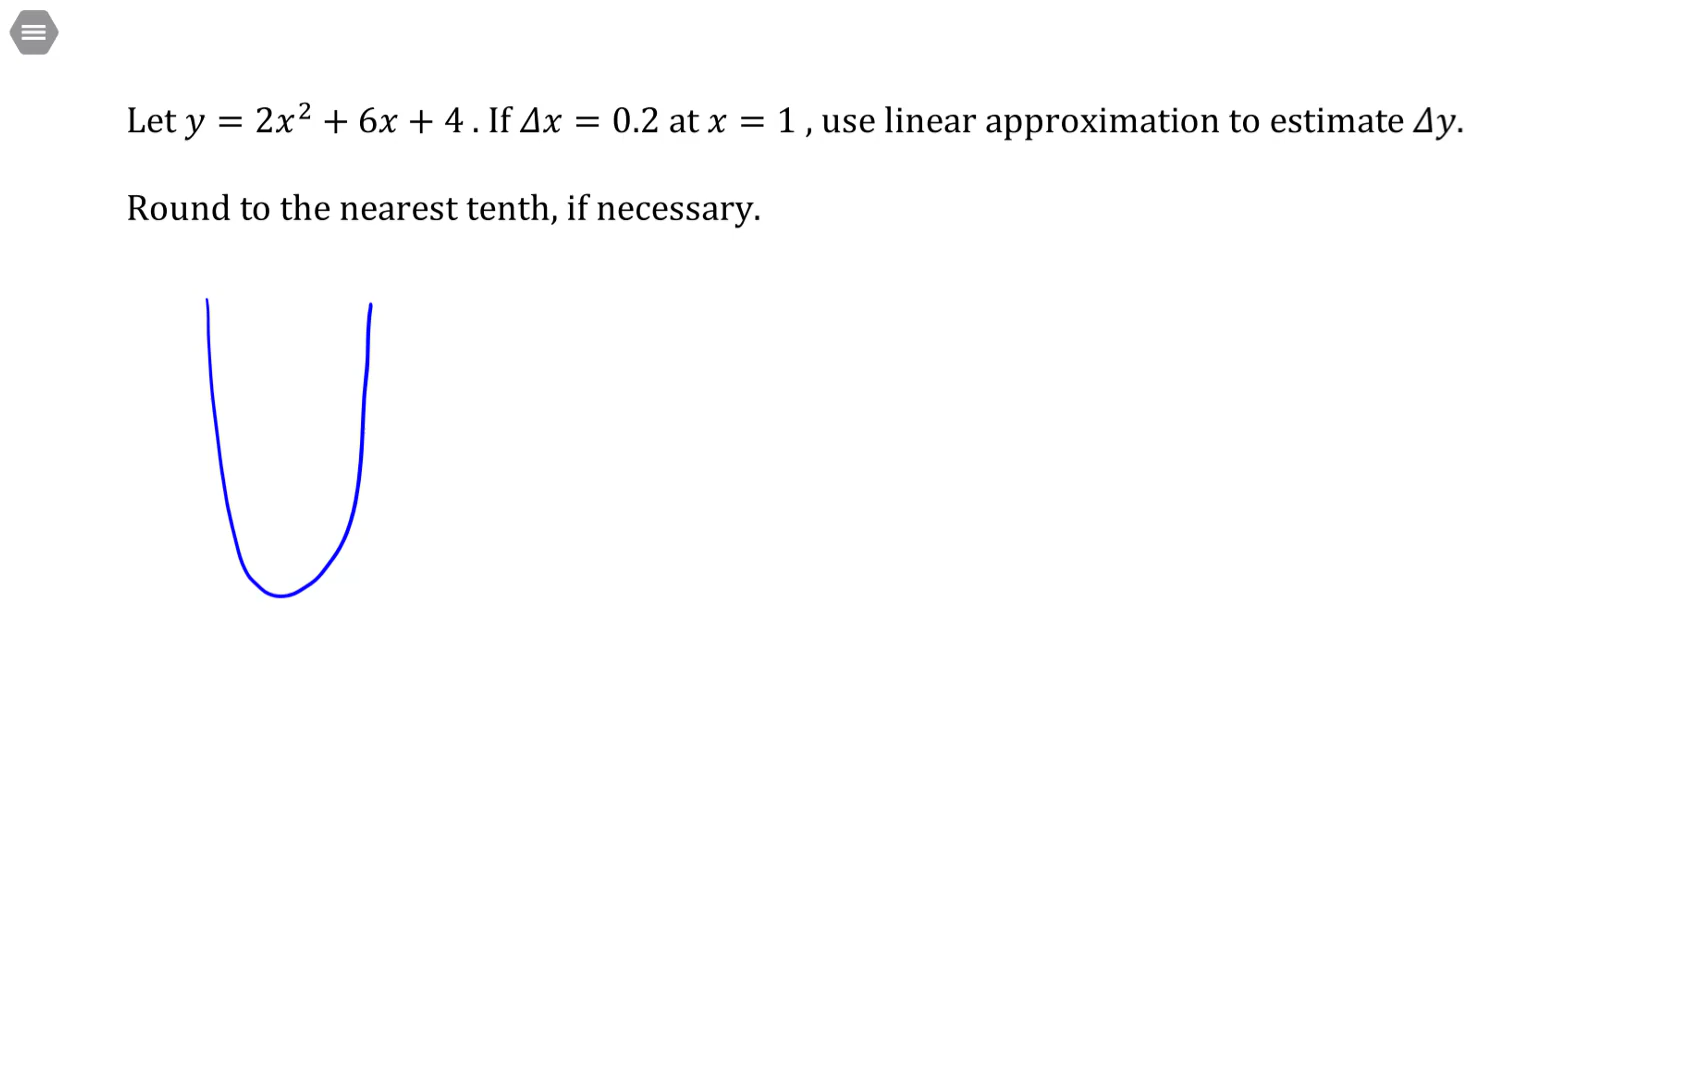 Let y = 2x² + 6x + 4 . If Δx = 0.2 at x = 1 , use linear approximation to estimate Δy.
Round to the nearest tenth, if necessary.